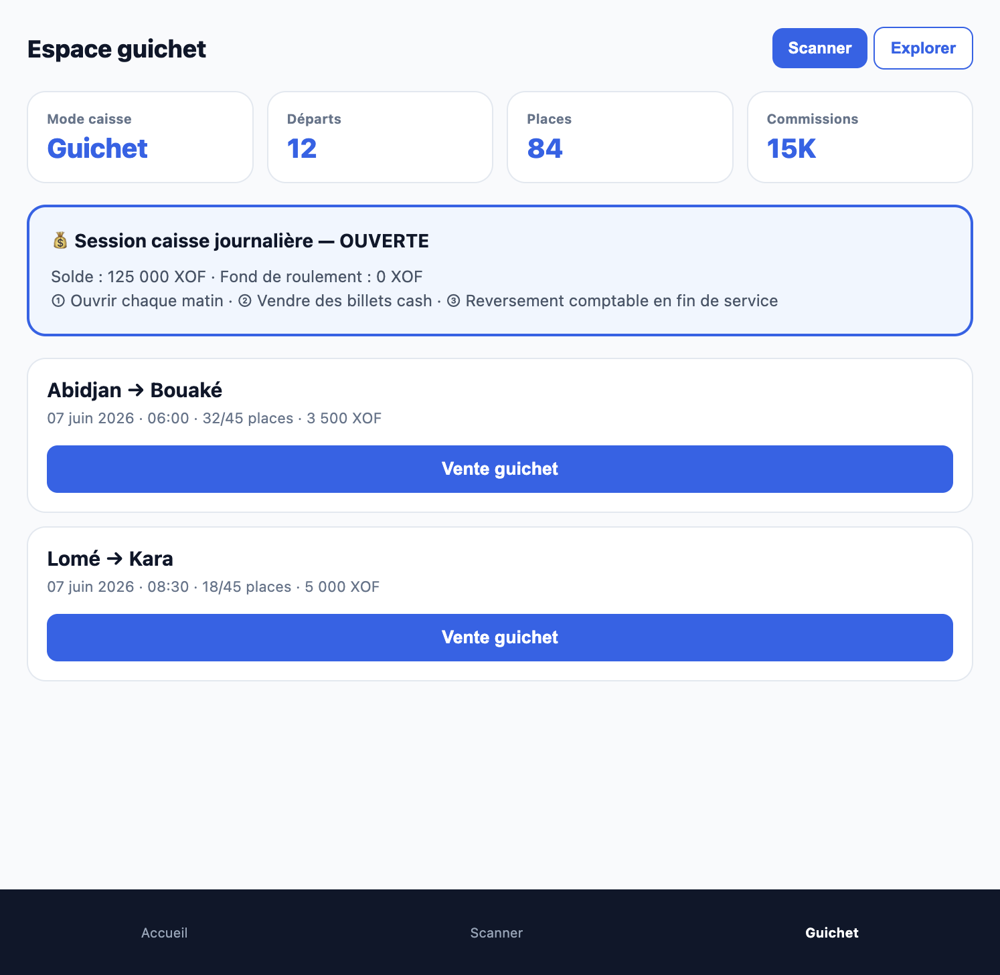 Espace guichet
Scanner
Explorer
Mode caisse
Guichet
Départs
12
Places
84
Commissions
15K
💰 Session caisse journalière — OUVERTE
Solde : 125 000 XOF · Fond de roulement : 0 XOF
① Ouvrir chaque matin · ② Vendre des billets cash · ③ Reversement comptable en fin de service
Abidjan → Bouaké
07 juin 2026 · 06:00 · 32/45 places · 3 500 XOF
Vente guichet
Lomé → Kara
07 juin 2026 · 08:30 · 18/45 places · 5 000 XOF
Vente guichet
Accueil
Scanner
Guichet